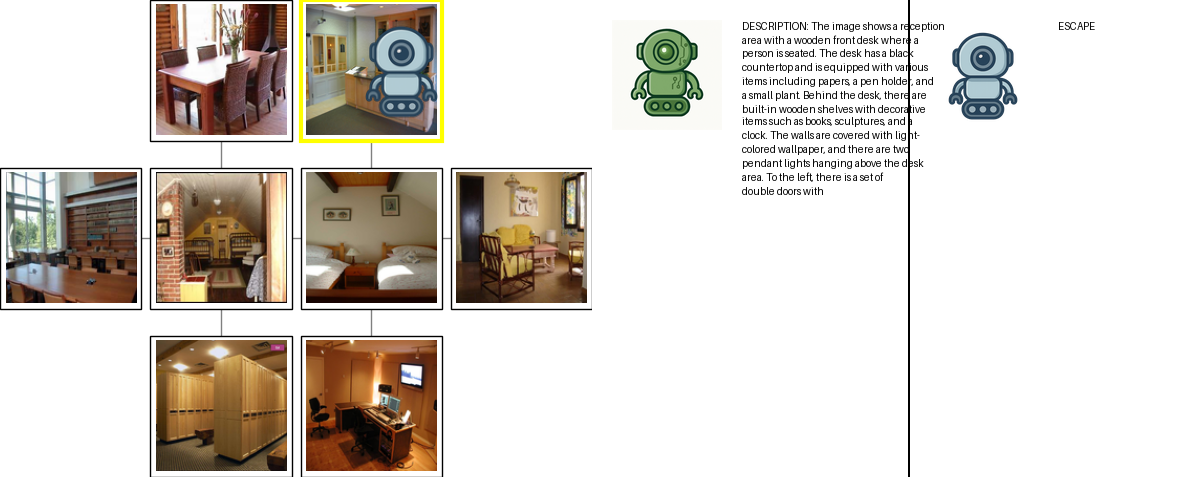 DESCRIPTION: The image shows a reception
area with a wooden front desk where a
person is seated. The desk has a black
countertop and is equipped with various
items including papers, a pen holder, and
a small plant. Behind the desk, there are
built-in wooden shelves with decorative
items such as books, sculptures, and a
clock. The walls are covered with light-
colored wallpaper, and there are two
pendant lights hanging above the desk
area. To the left, there is a set of
double doors with
ESCAPE